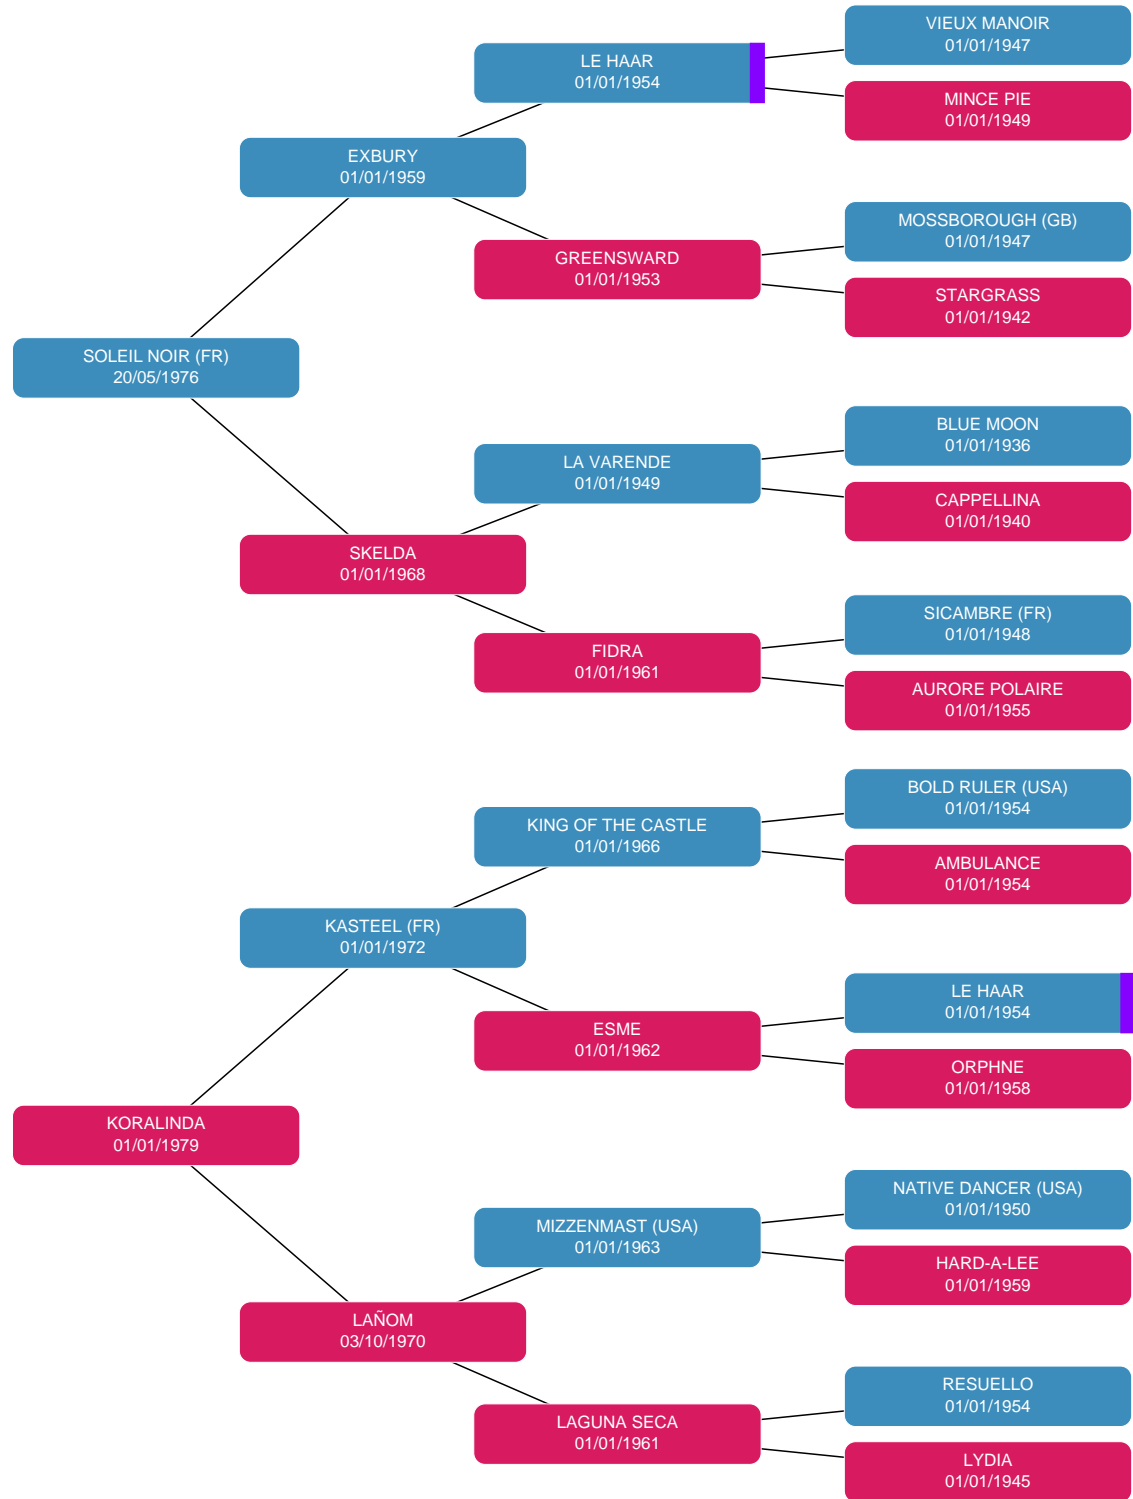 VIEUX MANOIR
01/01/1947
LE HAAR
01/01/1954
MINCE PIE
01/01/1949
EXBURY
01/01/1959
MOSSBOROUGH (GB)
01/01/1947
GREENSWARD
01/01/1953
STARGRASS
01/01/1942
SOLEIL NOIR (FR)
20/05/1976
BLUE MOON
01/01/1936
LA VARENDE
01/01/1949
CAPPELLINA
01/01/1940
SKELDA
01/01/1968
SICAMBRE (FR)
01/01/1948
FIDRA
01/01/1961
AURORE POLAIRE
01/01/1955
BOLD RULER (USA)
01/01/1954
KING OF THE CASTLE
01/01/1966
AMBULANCE
01/01/1954
KASTEEL (FR)
01/01/1972
LE HAAR
01/01/1954
ESME
01/01/1962
ORPHNE
01/01/1958
KORALINDA
01/01/1979
NATIVE DANCER (USA)
01/01/1950
MIZZENMAST (USA)
01/01/1963
HARD-A-LEE
01/01/1959
LAÑOM
03/10/1970
RESUELLO
01/01/1954
LAGUNA SECA
01/01/1961
LYDIA
01/01/1945